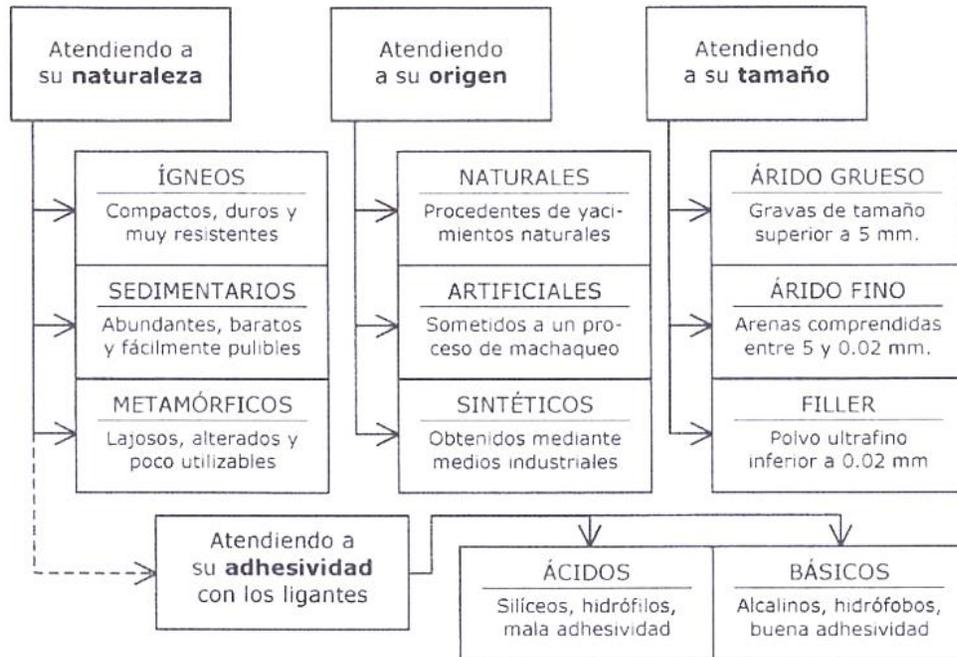 Atendiendo a
su naturaleza
Atendiendo
a su origen
Atendiendo
a su tamaño
ÍGNEOS
Compactos, duros y
muy resistentes
SEDIMENTARIOS
Abundantes, baratos
y fácilmente pulibles
METAMÓRFICOS
Lajosos, alterados y
poco utilizables
NATURALES
Procedentes de yaci-
mientos naturales
ARTIFICIALES
Sometidos a un pro-
ceso de machaqueo
SINTÉTICOS
Obtenidos mediante
medios industriales
ÁRIDO GRUESO
Gravas de tamaño
superior a 5 mm.
ÁRIDO FINO
Arenas comprendidas
entre 5 y 0.02 mm.
FILLER
Polvo ultrafino
inferior a 0.02 mm
Atendiendo a
su adhesividad
con los ligantes
ÁCIDOS
Silíceos, hidrófilos,
mala adhesividad
BÁSICOS
Alcalinos, hidrófobos,
buena adhesividad